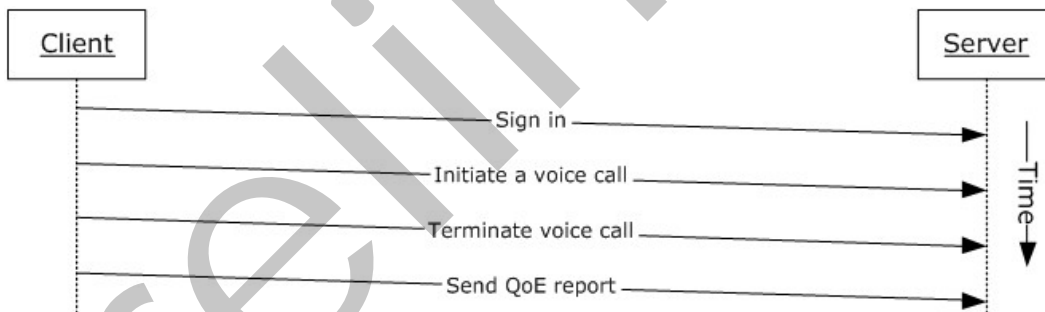 Client
Server
Sign in
Initiate a voice call
Terminate voice call
Send QoE report
Time